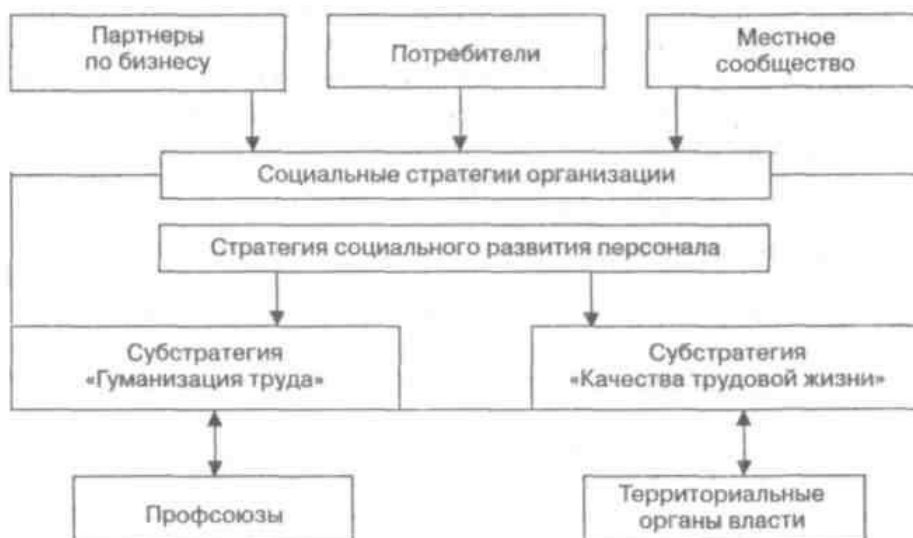 Партнеры
по бизнесу
Потребители
Местное
сообщество
Социальные стратегии организации
Стратегия социального развития персонала
Субстратегия
«Гуманизация труда»
Субстратегия
«Качества трудовой жизни»
Профсоюзы
Территориальные
органы власти